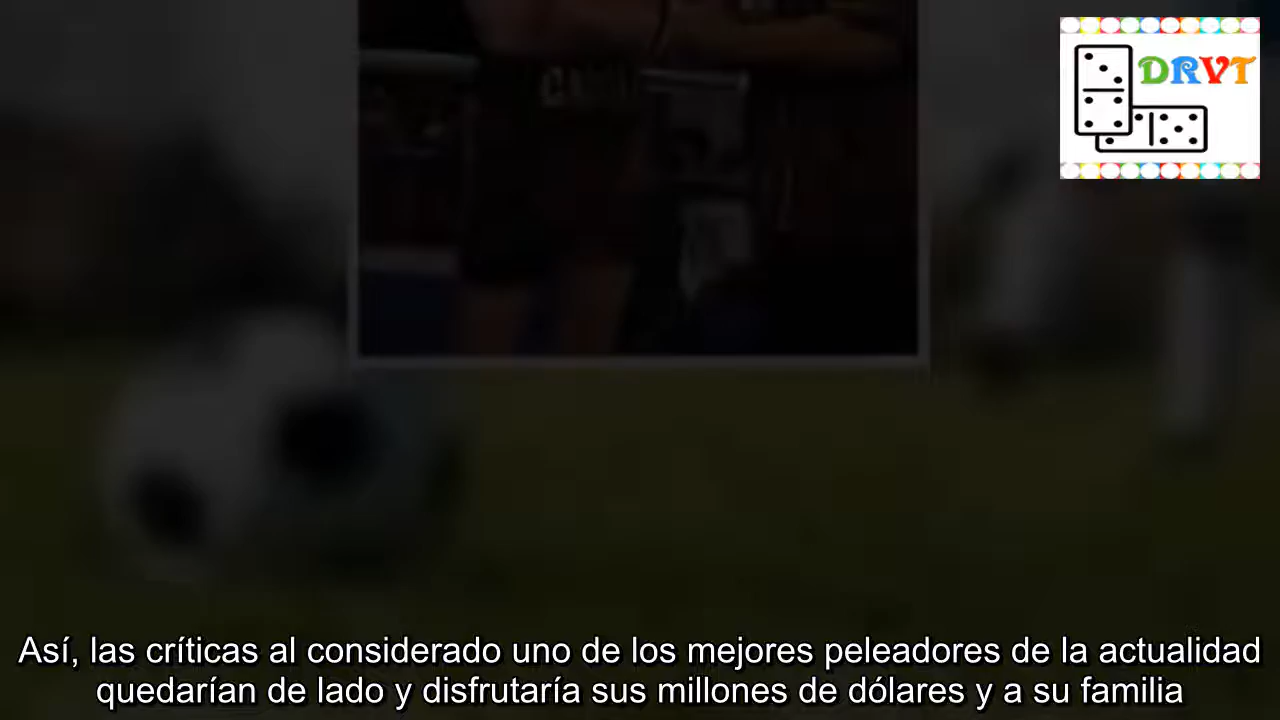 DRVT
Así, las críticas al considerado uno de los mejores peleadores de la actualidad
quedarían de lado y disfrutaría sus millones de dólares y a su familia